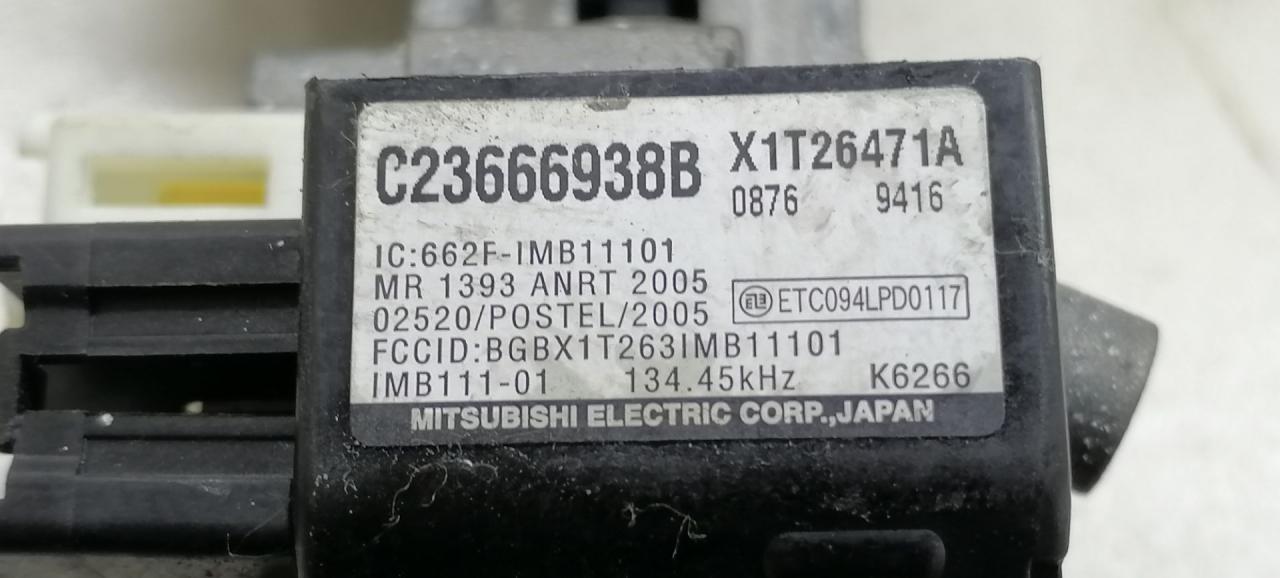 C23666938B X1T26471A
0876 9416
IC:662F-IMB11101
MR 1393 ANRT 2005
02520/POSTEL/2005 ETC094LPD0117
FCCID:BGBX1T263IMB11101
IMB111-01 134.45kHz K6266
MITSUBISHI ELECTRIC CORP.,JAPAN